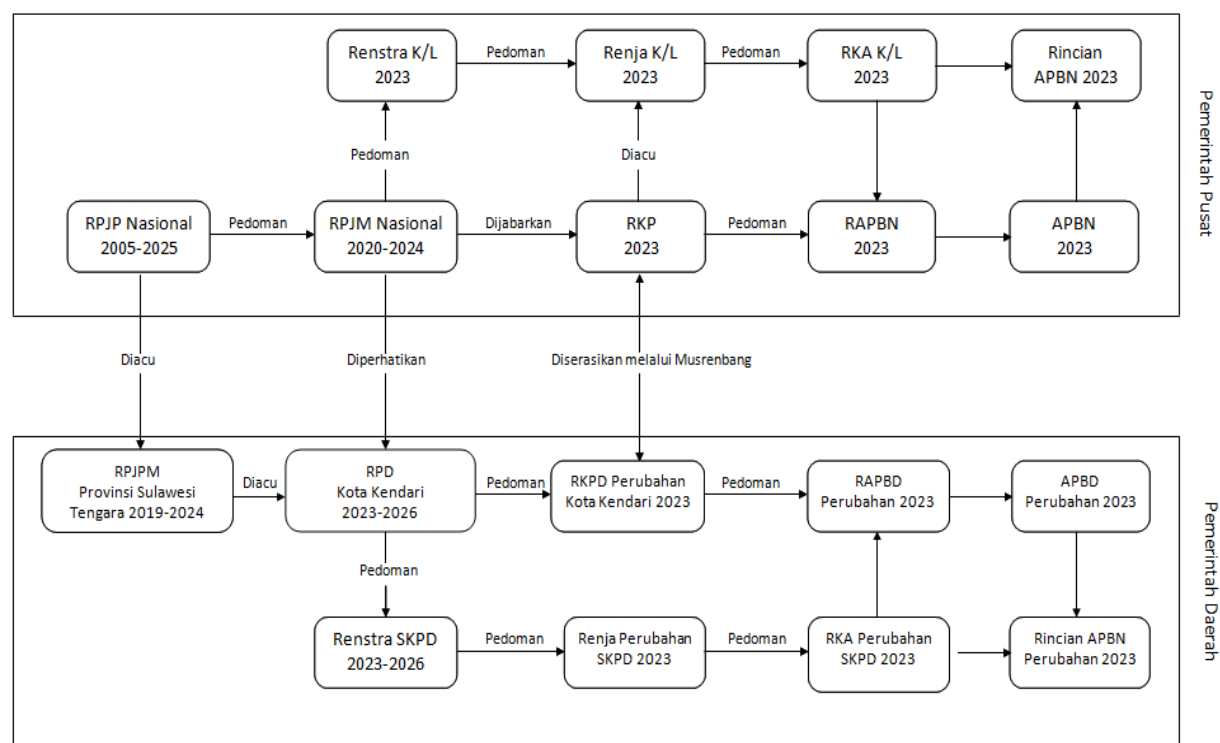 Renstra K/L
2023
Pedoman
Renja K/L
2023
Pedoman
RKA K/L
2023
Rincian
APBN 2023
Pedoman
Diacu
RPJP Nasional
2005-2025
Pedoman
RPJM Nasional
2020-2024
Dijabarkan
RKP
2023
Pedoman
RAPBN
2023
APBN
2023
Pemerintah Pusat
Diacu
Diperhatikan
Diserasikan melalui Musrenbang
RPJPM
Provinsi Sulawesi
Tengara 2019-2024
Diacu
RPD
Kota Kendari
2023-2026
Pedoman
RKPD Perubahan
Kota Kendari 2023
Pedoman
RAPBD
Perubahan 2023
APBD
Perubahan 2023
Pedoman
Renstra SKPD
2023-2026
Pedoman
Renja Perubahan
SKPD 2023
Pedoman
RKA Perubahan
SKPD 2023
Rincian APBN
Perubahan 2023
Pemerintah Daerah